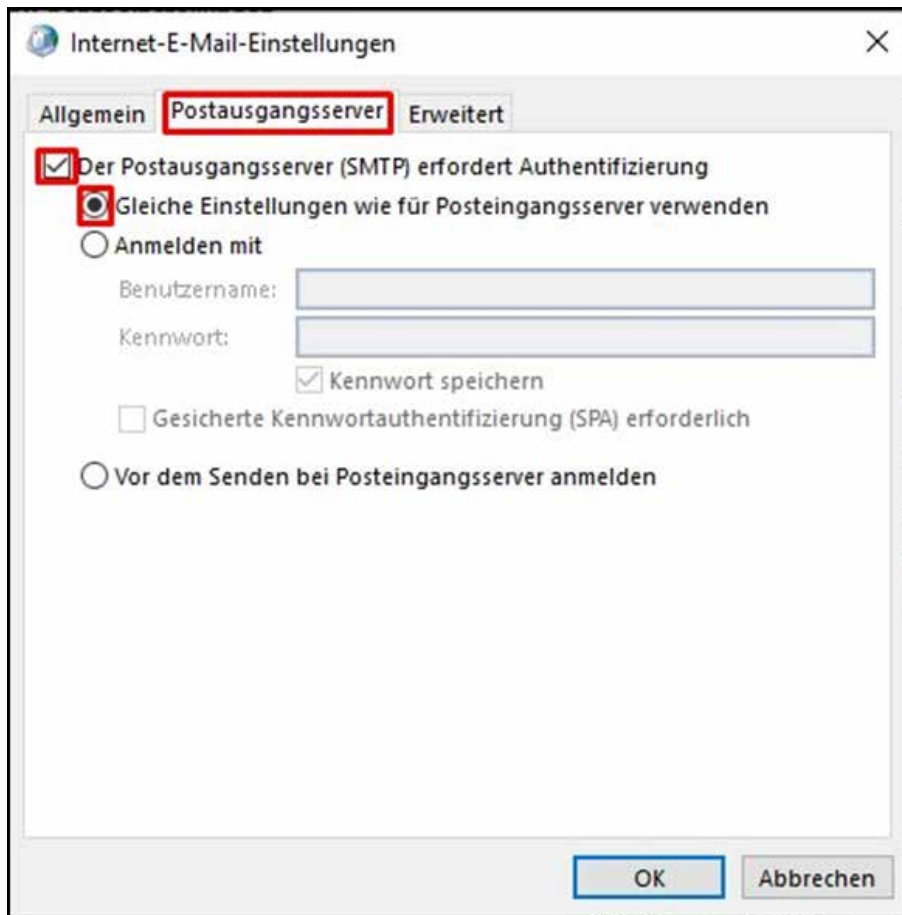 Internet-E-Mail-Einstellungen
Allgemein Postausgangsserver Erweitert
Der Postausgangsserver (SMTP) erfordert Authentifizierung
Gleiche Einstellungen wie für Posteingangsserver verwenden
Anmelden mit
Benutzername:
Kennwort:
Kennwort speichern
Gesicherte Kennwortauthentifizierung (SPA) erforderlich
Vor dem Senden bei Posteingangsserver anmelden
OK Abbrechen